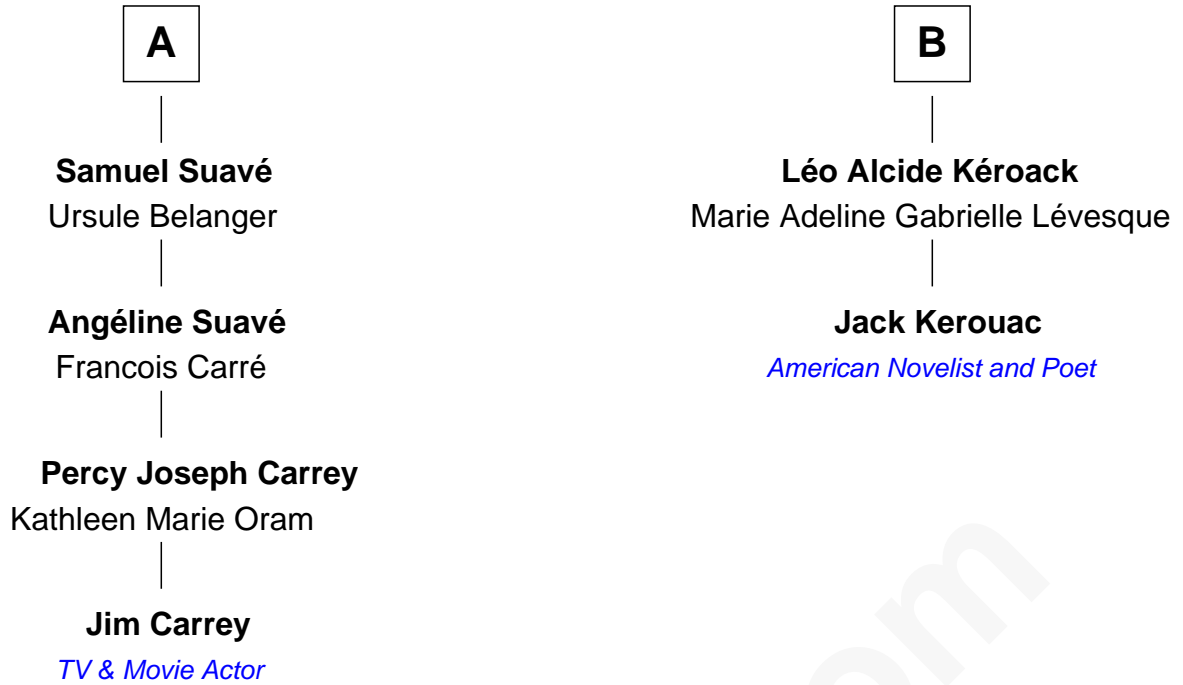 A
Samuel Suavé
Ursule Belanger
Angéline Suavé
Francois Carré
Percy Joseph Carrey
Kathleen Marie Oram
Jim Carrey
TV & Movie Actor
B
Léo Alcide Kéroack
Marie Adeline Gabrielle Lévesque
Jack Kerouac
American Novelist and Poet
om